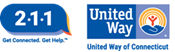 2-1-1
Get Connected. Get Help.™
United
Way
United Way of Connecticut